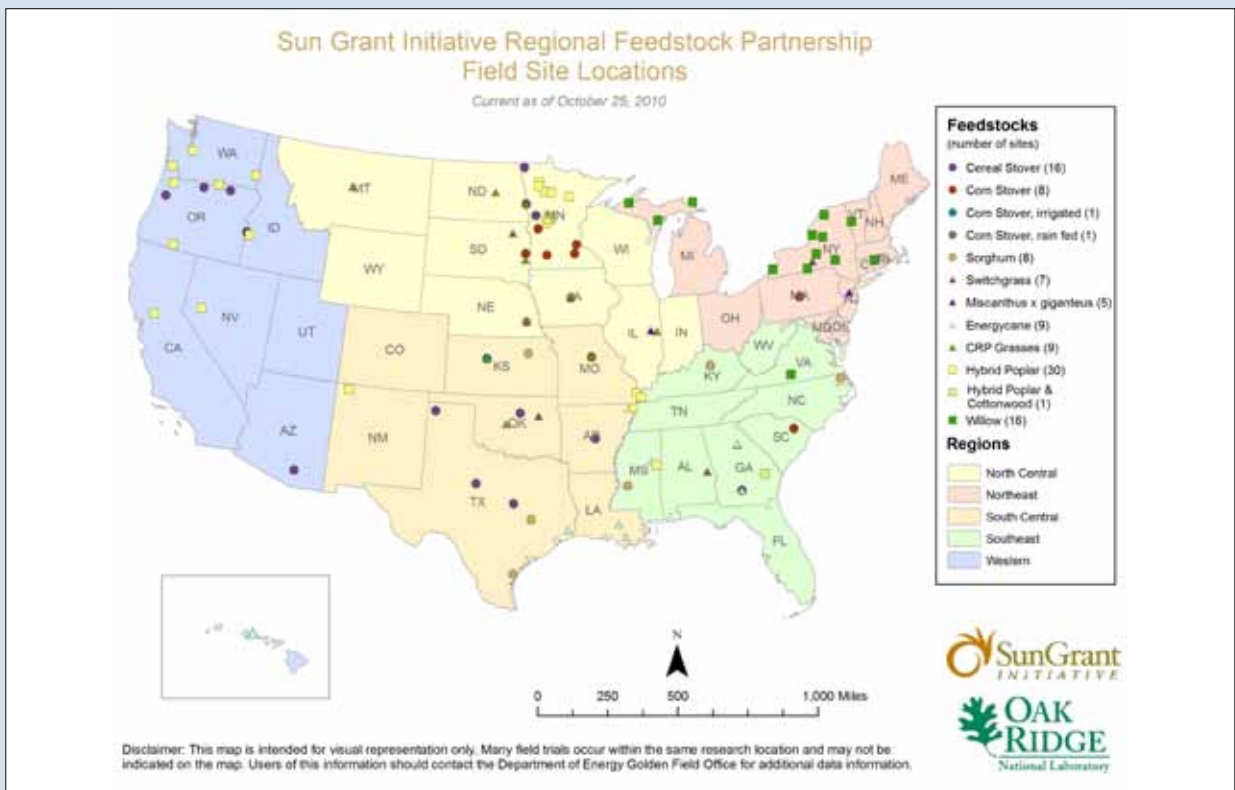 Sun Grant Initiative Regional Feedstock Partnership
Field Site Locations
Current as of October 25, 2010
WA
OR
ID
MT
ND
MN
SD
WY
NE
IA
WI
IL
IN
MI
OH
NY
VT
NH
ME
CA
NV
UT
AZ
CO
NM
KS
MO
OK
AR
TX
LA
KY
WV
VA
TN
NC
SC
MS
AL
GA
FL
Feedstocks
(number of sites)
Cereal Stover (16)
Corn Stover (8)
Corn Stover, irrigated (1)
Corn Stover, rain fed (1)
Sorghum (8)
Switchgrass (7)
Miscanthus x giganteus (5)
Energycane (9)
CRP Grasses (9)
Hybrid Poplar (30)
Hybrid Poplar &
Cottonwood (1)
Willow (16)
Regions
North Central
Northeast
South Central
Southeast
Western
N
0 250 500 1,000 Miles
SunGrant
INITIATIVE
OAK
RIDGE
National Laboratory
Disclaimer: This map is intended for visual representation only. Many field trials occur within the same research location and may not be
indicated on the map. Users of this information should contact the Department of Energy Golden Field Office for additional data information.